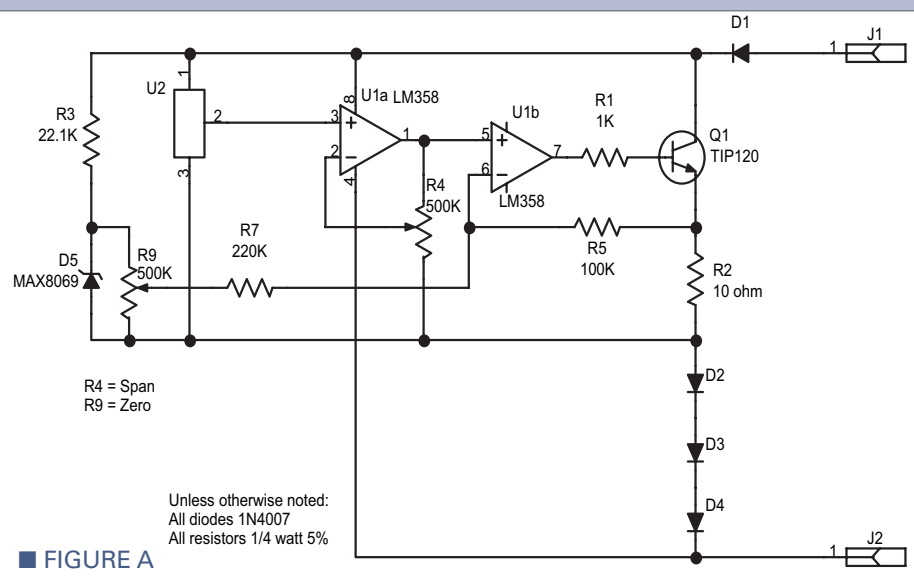 D1
J1
1
U2
1
2
3
R3
22.1K
U1a LM358
8
3
+
2
−
1
4
U1b
5
+
6
−
7
LM358
R1
1K
Q1
TIP120
R4
500K
R7
220K
R5
100K
R2
10 ohm
D5
MAX8069
R9
500K
R4 = Span
R9 = Zero
D2
D3
D4
Unless otherwise noted:
All diodes 1N4007
All resistors 1/4 watt 5%
J2
1
■ FIGURE A